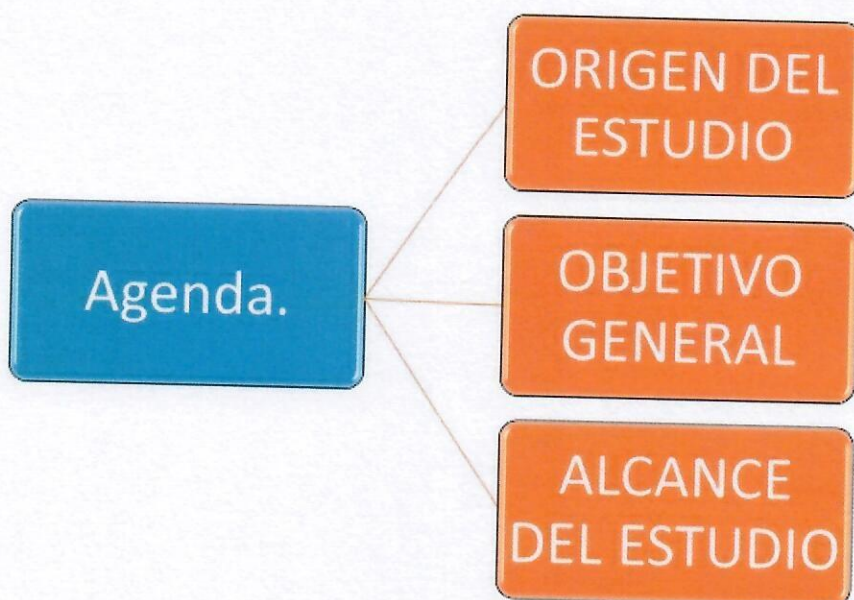 Agenda.
ORIGEN DEL
ESTUDIO
OBJETIVO
GENERAL
ALCANCE
DEL ESTUDIO